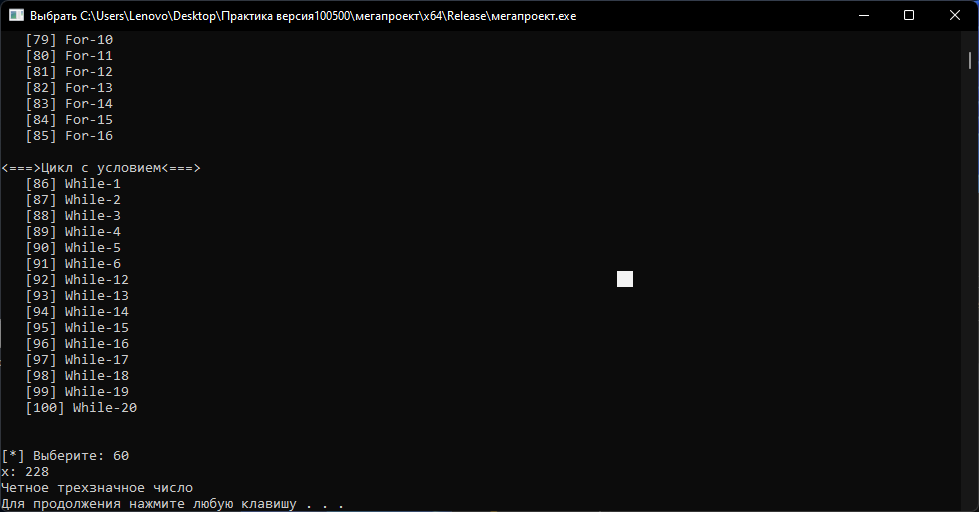 Выбрать C:\Users\Lenovo\Desktop\Практика версия100500\мегапроект\x64\Release\мегапроект.exe
[79] For-10
[80] For-11
[81] For-12
[82] For-13
[83] For-14
[84] For-15
[85] For-16
<===>Цикл с условием<===>
[86] While-1
[87] While-2
[88] While-3
[89] While-4
[90] While-5
[91] While-6
[92] While-12
[93] While-13
[94] While-14
[95] While-15
[96] While-16
[97] While-17
[98] While-18
[99] While-19
[100] While-20
[*] Выберите: 60
x: 228
Четное трехзначное число
Для продолжения нажмите любую клавишу . . .